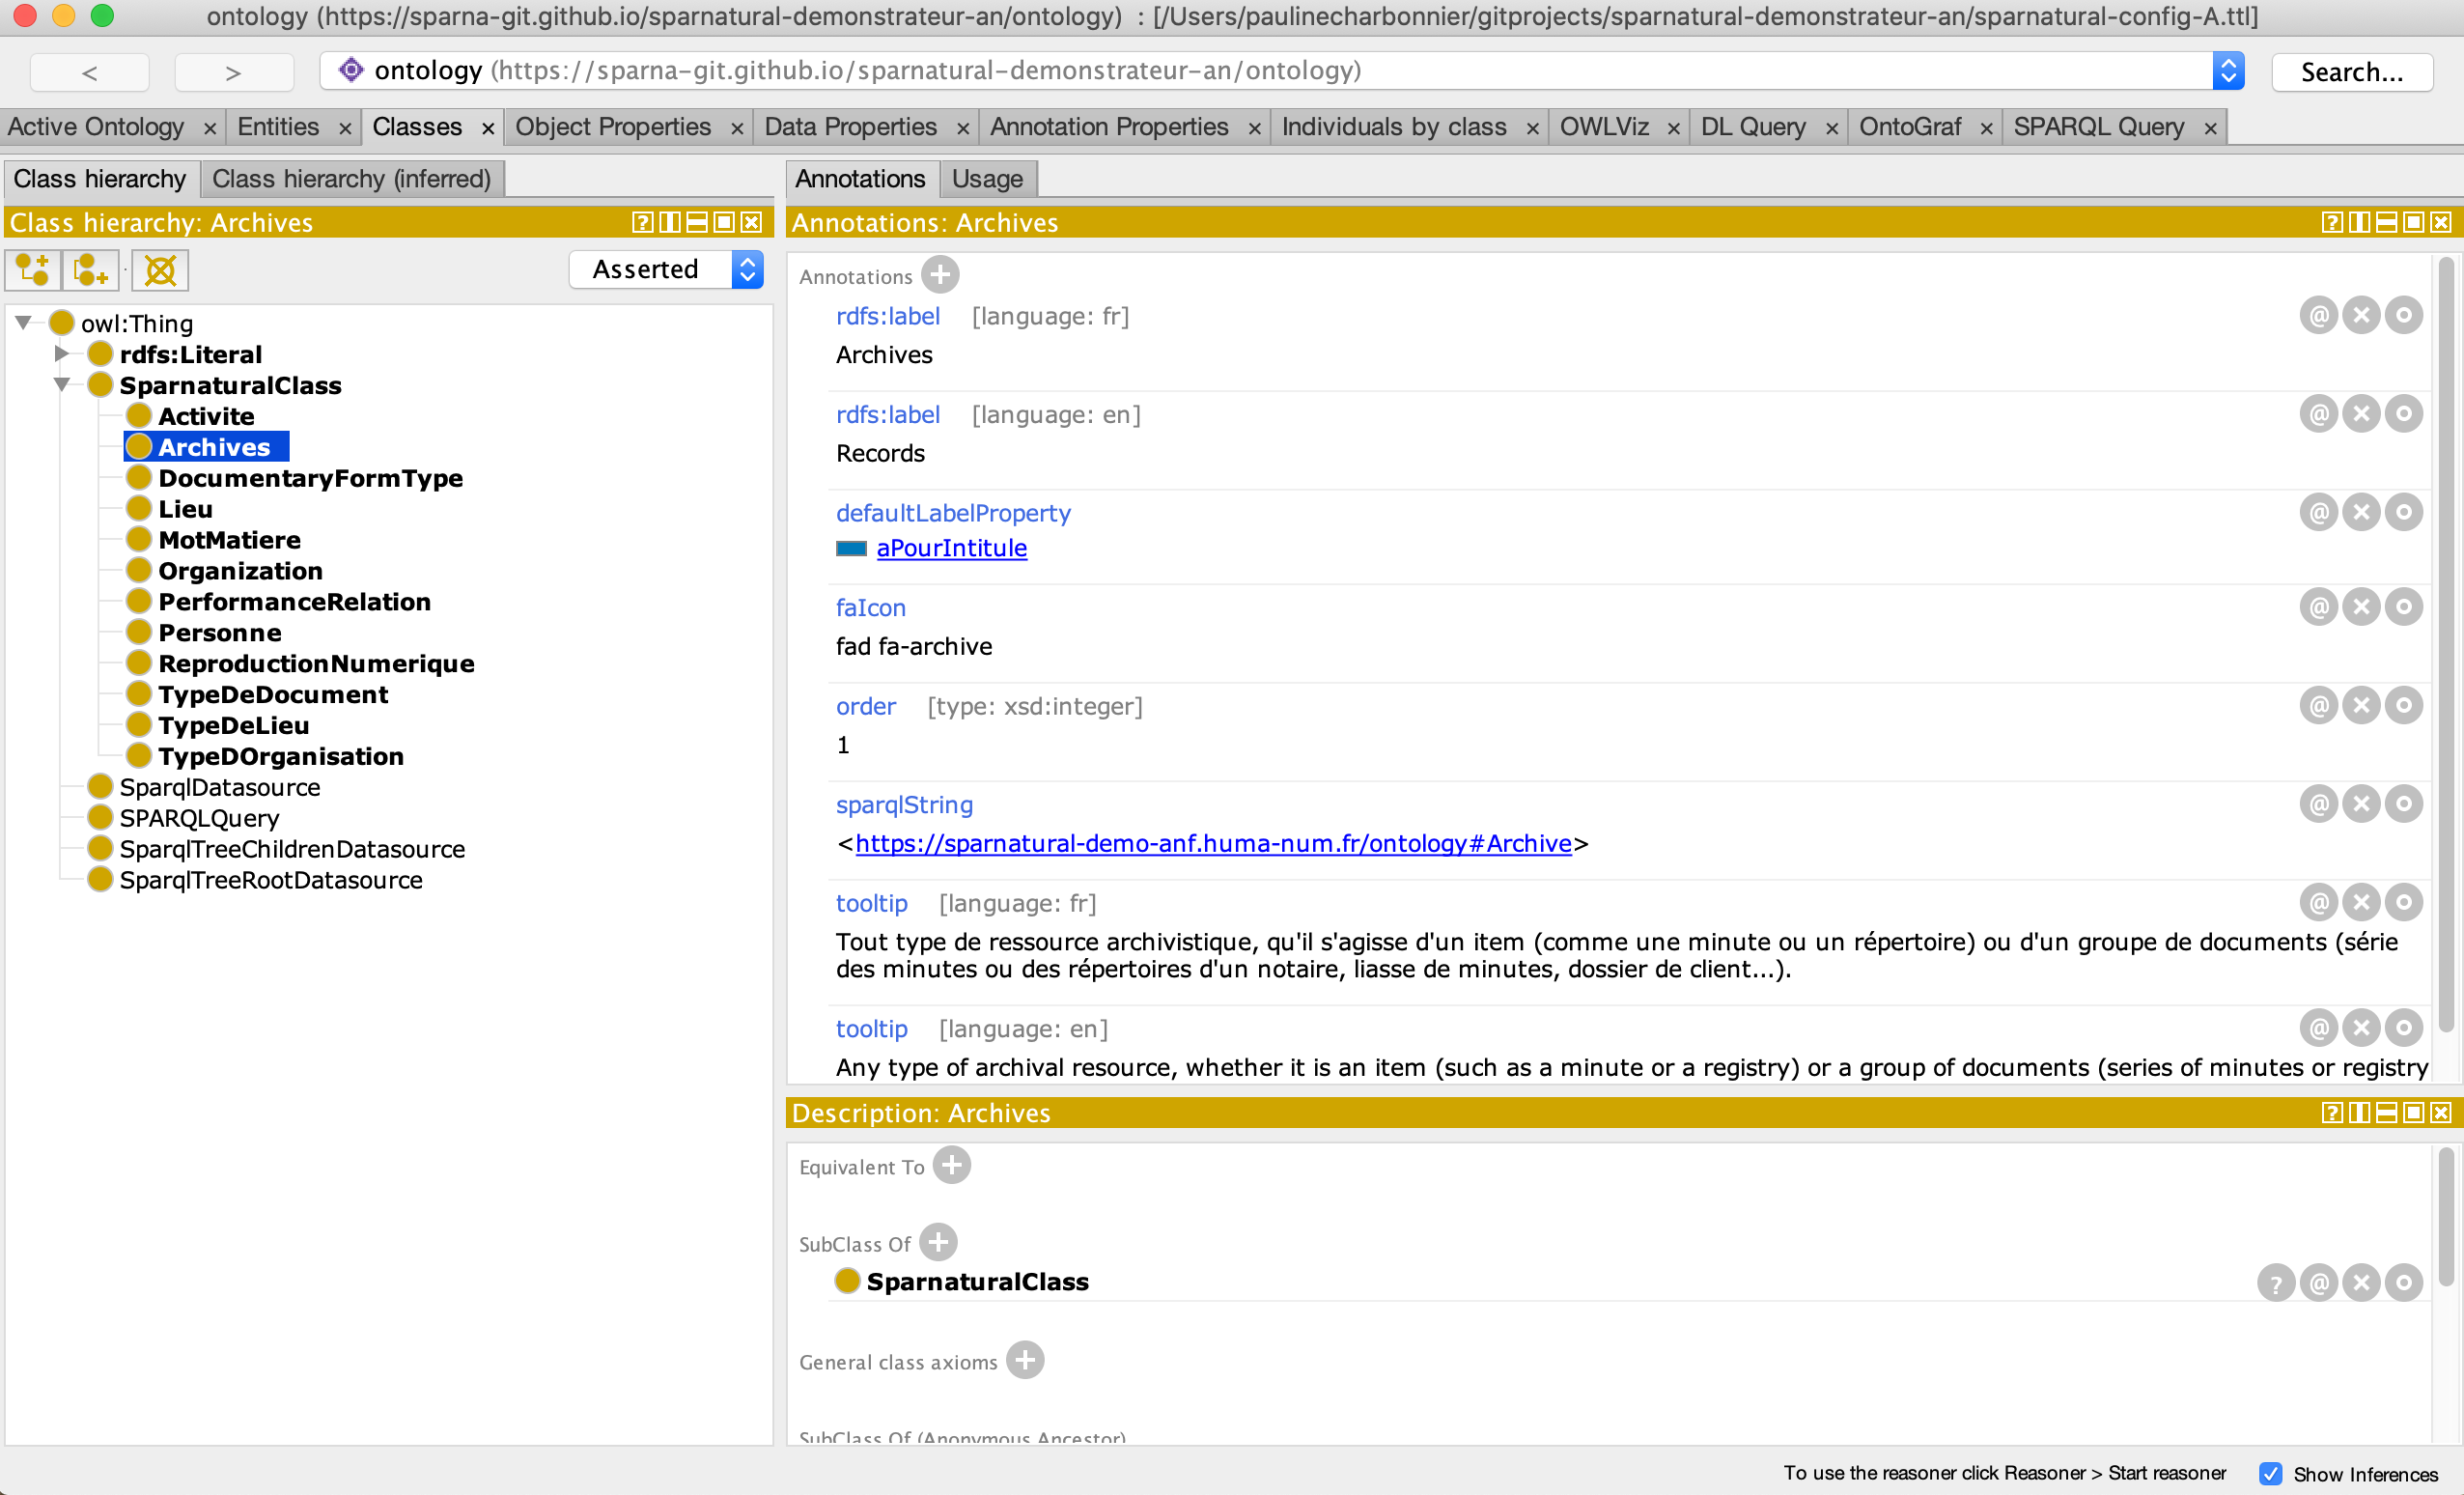 ontology (https://sparna-git.github.io/sparnatural-demonstrateur-an/ontology) : [/Users/paulinecharbonnier/gitprojects/sparnatural-demonstrateur-an/sparnatural-config-A.ttl]
< > ontology (https://sparna-git.github.io/sparnatural-demonstrateur-an/ontology) Search...
Active Ontology × Entities × Classes × Object Properties × Data Properties × Annotation Properties × Individuals by class × OWLViz × DL Query × OntoGraf × SPARQL Query ×
Class hierarchy Class hierarchy (inferred)
Class hierarchy: Archives
Asserted
owl:Thing
rdfs:Literal
SparnaturalClass
Activite
Archives
DocumentaryFormType
Lieu
MotMatiere
Organization
PerformanceRelation
Personne
ReproductionNumerique
TypeDeDocument
TypeDeLieu
TypeDOrganisation
SparqlDatasource
SPARQLQuery
SparqlTreeChildrenDatasource
SparqlTreeRootDatasource
Annotations Usage
Annotations: Archives
Annotations
rdfs:label [language: fr]
Archives
rdfs:label [language: en]
Records
defaultLabelProperty
aPourIntitule
faIcon
fad fa-archive
order [type: xsd:integer]
1
sparqlString
<https://sparnatural-demo-anf.huma-num.fr/ontology#Archive>
tooltip [language: fr]
Tout type de ressource archivistique, qu'il s'agisse d'un item (comme une minute ou un répertoire) ou d'un groupe de documents (série
des minutes ou des répertoires d'un notaire, liasse de minutes, dossier de client...).
tooltip [language: en]
Any type of archival resource, whether it is an item (such as a minute or a registry) or a group of documents (series of minutes or registry
Description: Archives
Equivalent To
SubClass Of
SparnaturalClass
General class axioms
SubClass Of (Anonymous Ancestor)
To use the reasoner click Reasoner > Start reasoner Show Inferences